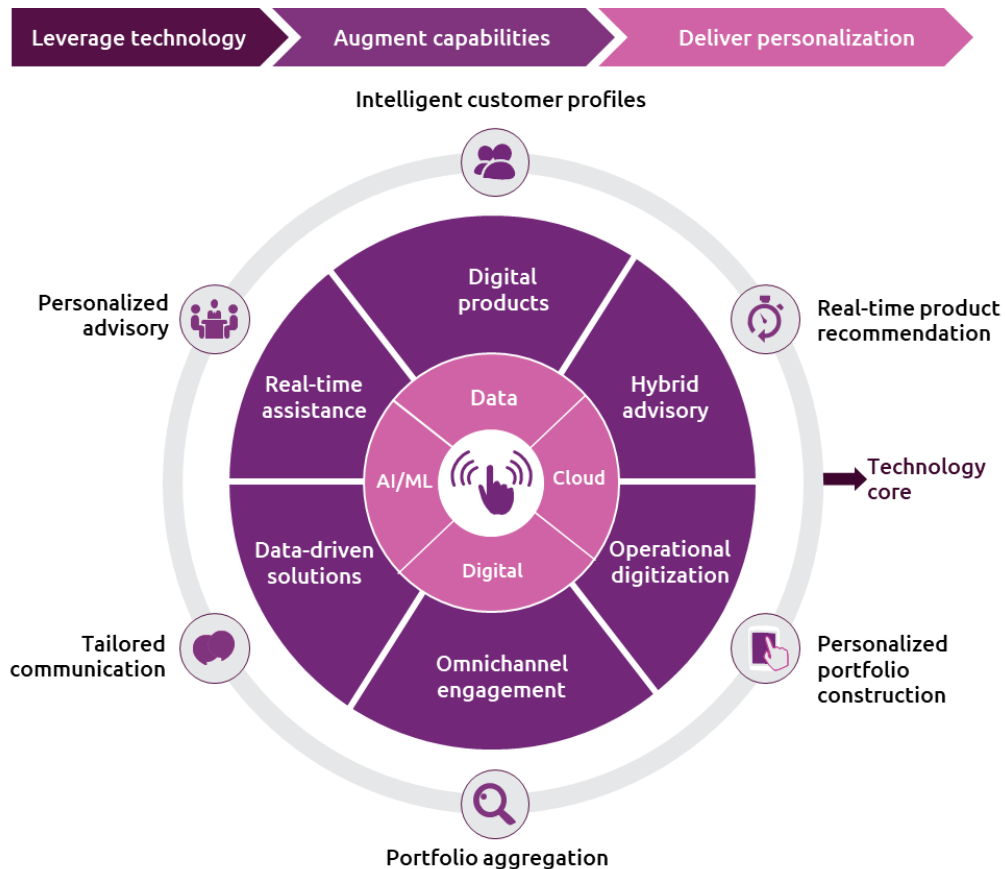 Leverage technology
Augment capabilities
Deliver personalization
Intelligent customer profiles
Personalized
advisory
Real-time product
recommendation
Digital
products
Real-time
assistance
Hybrid
advisory
Data
AI/ML
Cloud
Digital
Technology
core
Data-driven
solutions
Operational
digitization
Omnichannel
engagement
Tailored
communication
Personalized
portfolio
construction
Portfolio aggregation